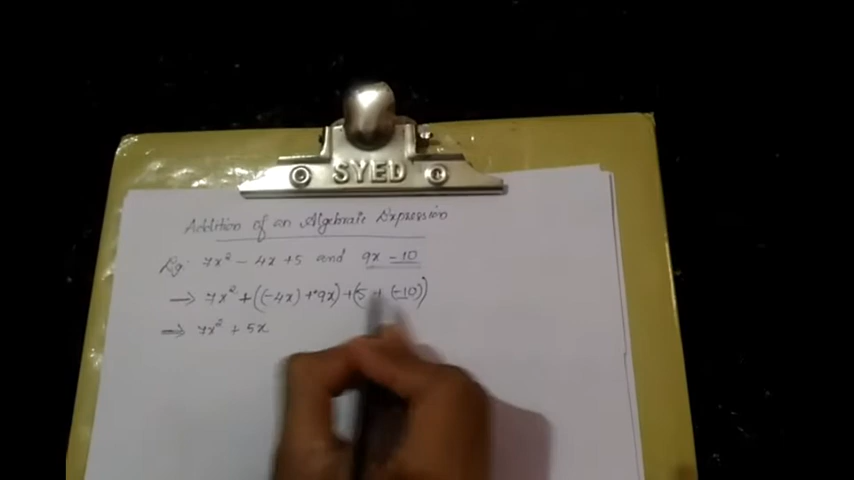 SYED
Addition of an Algebraic Expression
Eg: 7x² - 4x + 5 and 9x - 10
⇒ 7x² + ((-4x) + 9x) + (5 + (-10))
⇒ 7x² + 5x